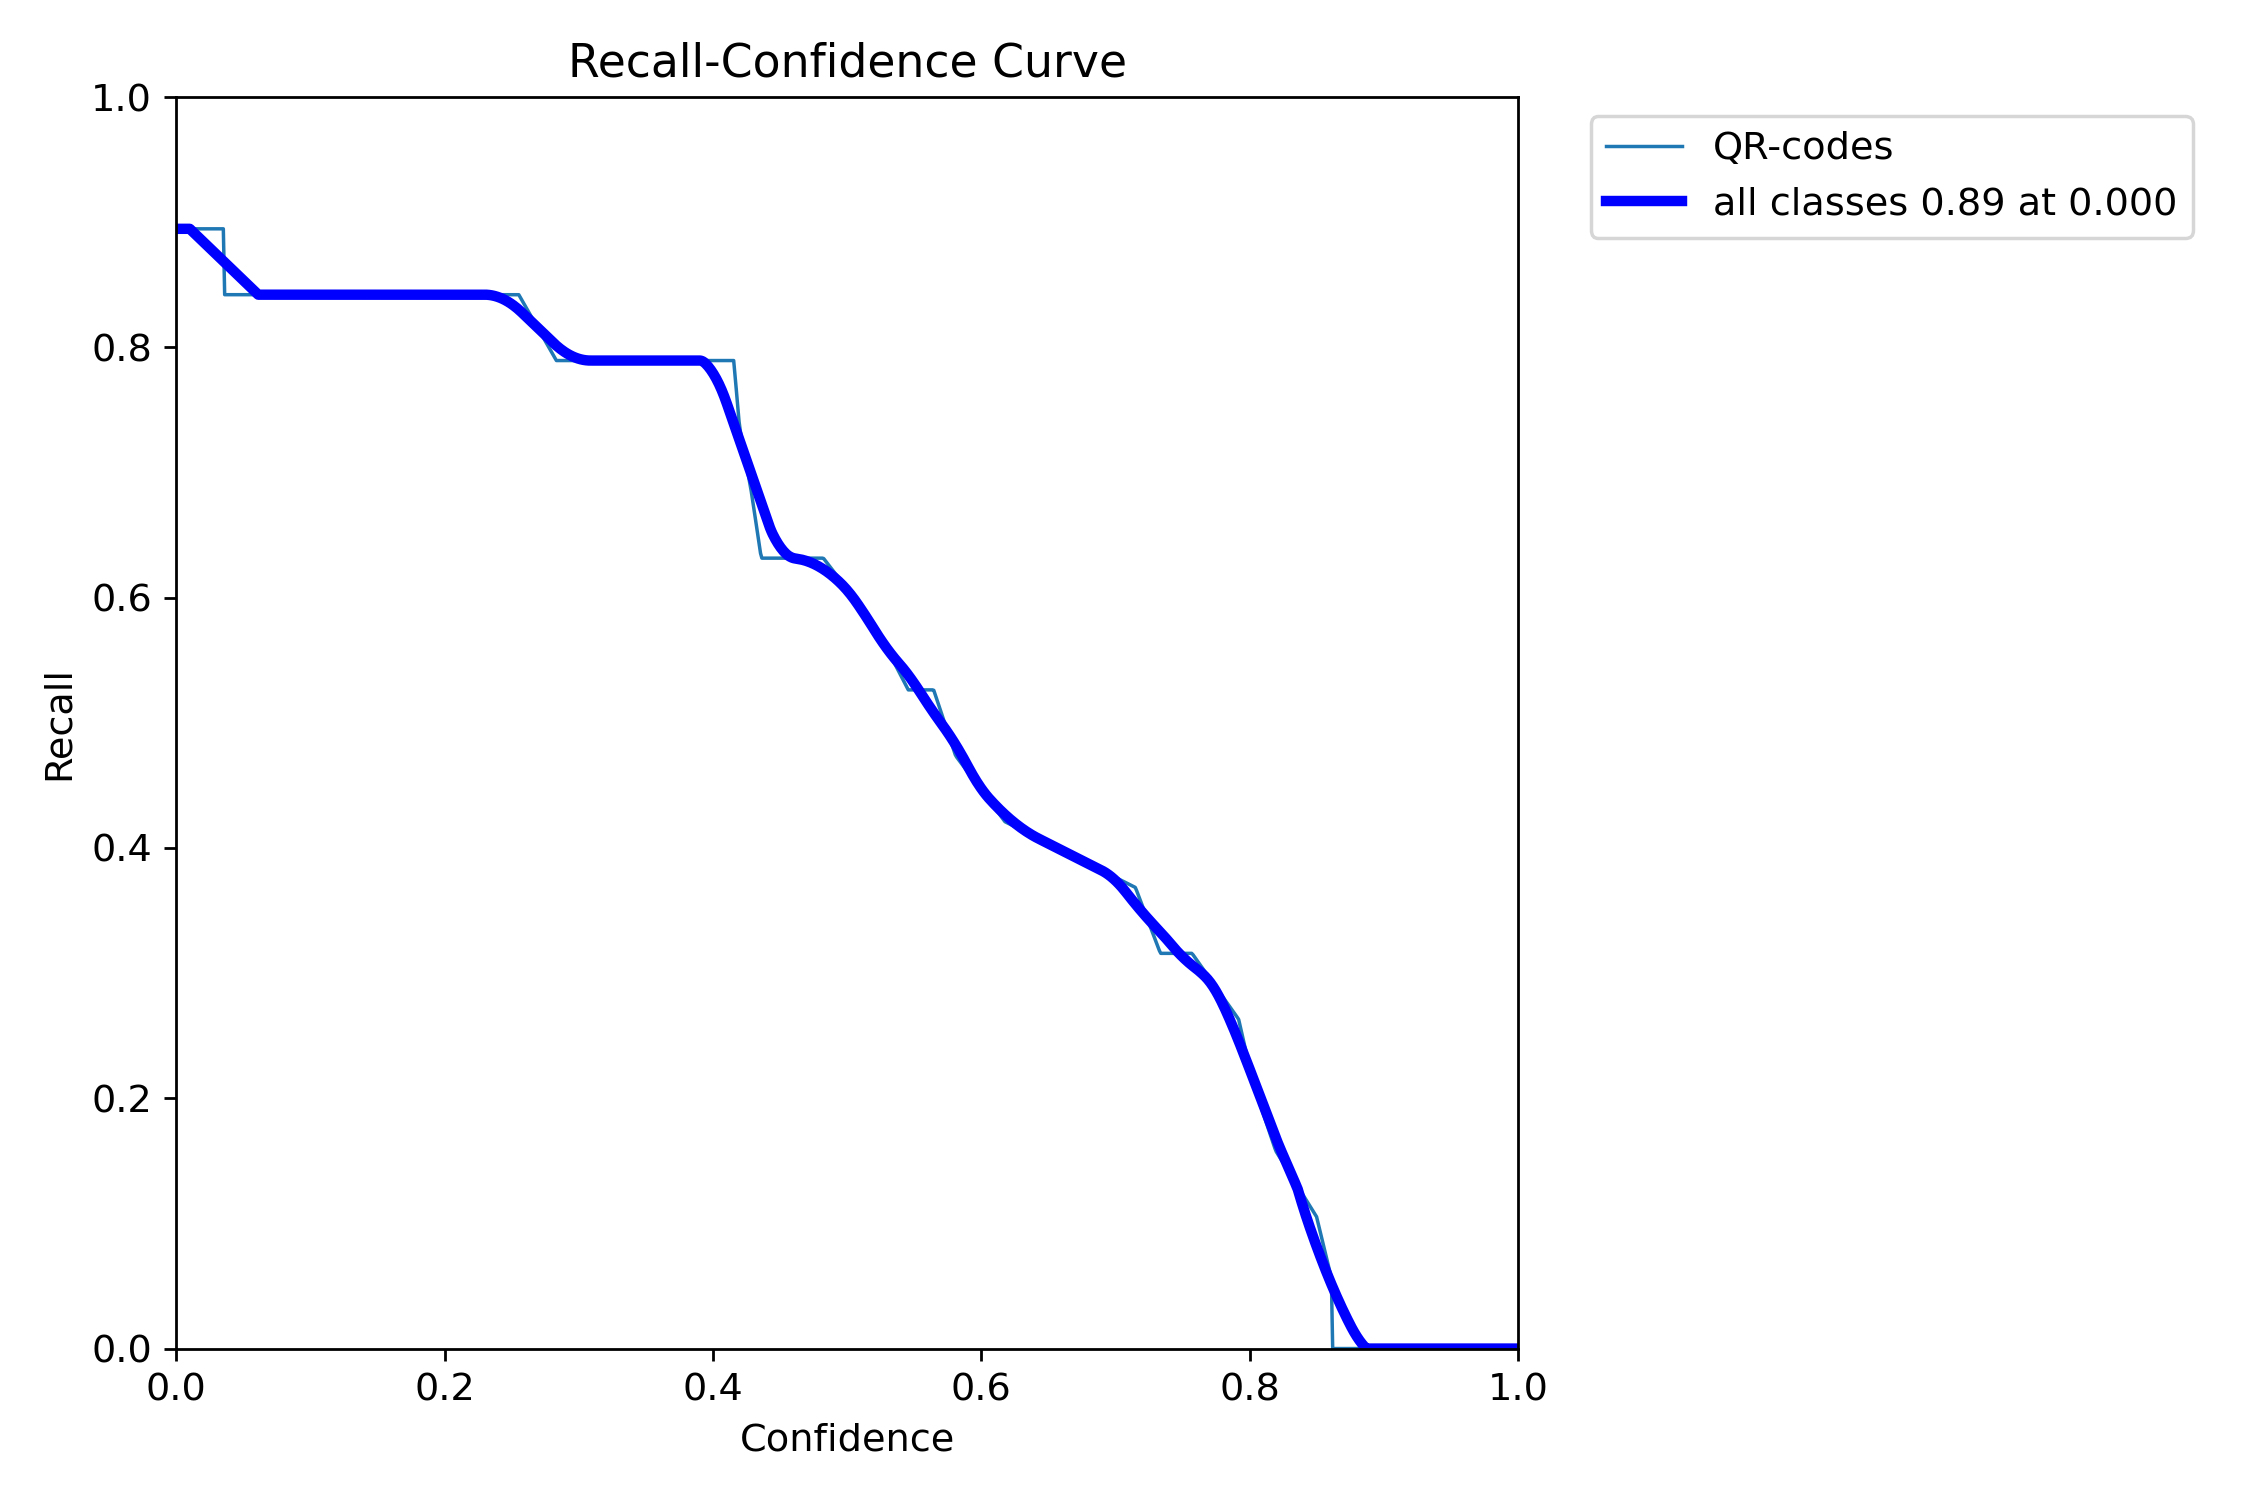 Recall-Confidence Curve
1.0
0.8
0.6
0.4
0.2
0.0
Recall
0.0 0.2 0.4 0.6 0.8 1.0
Confidence
QR-codes
all classes 0.89 at 0.000